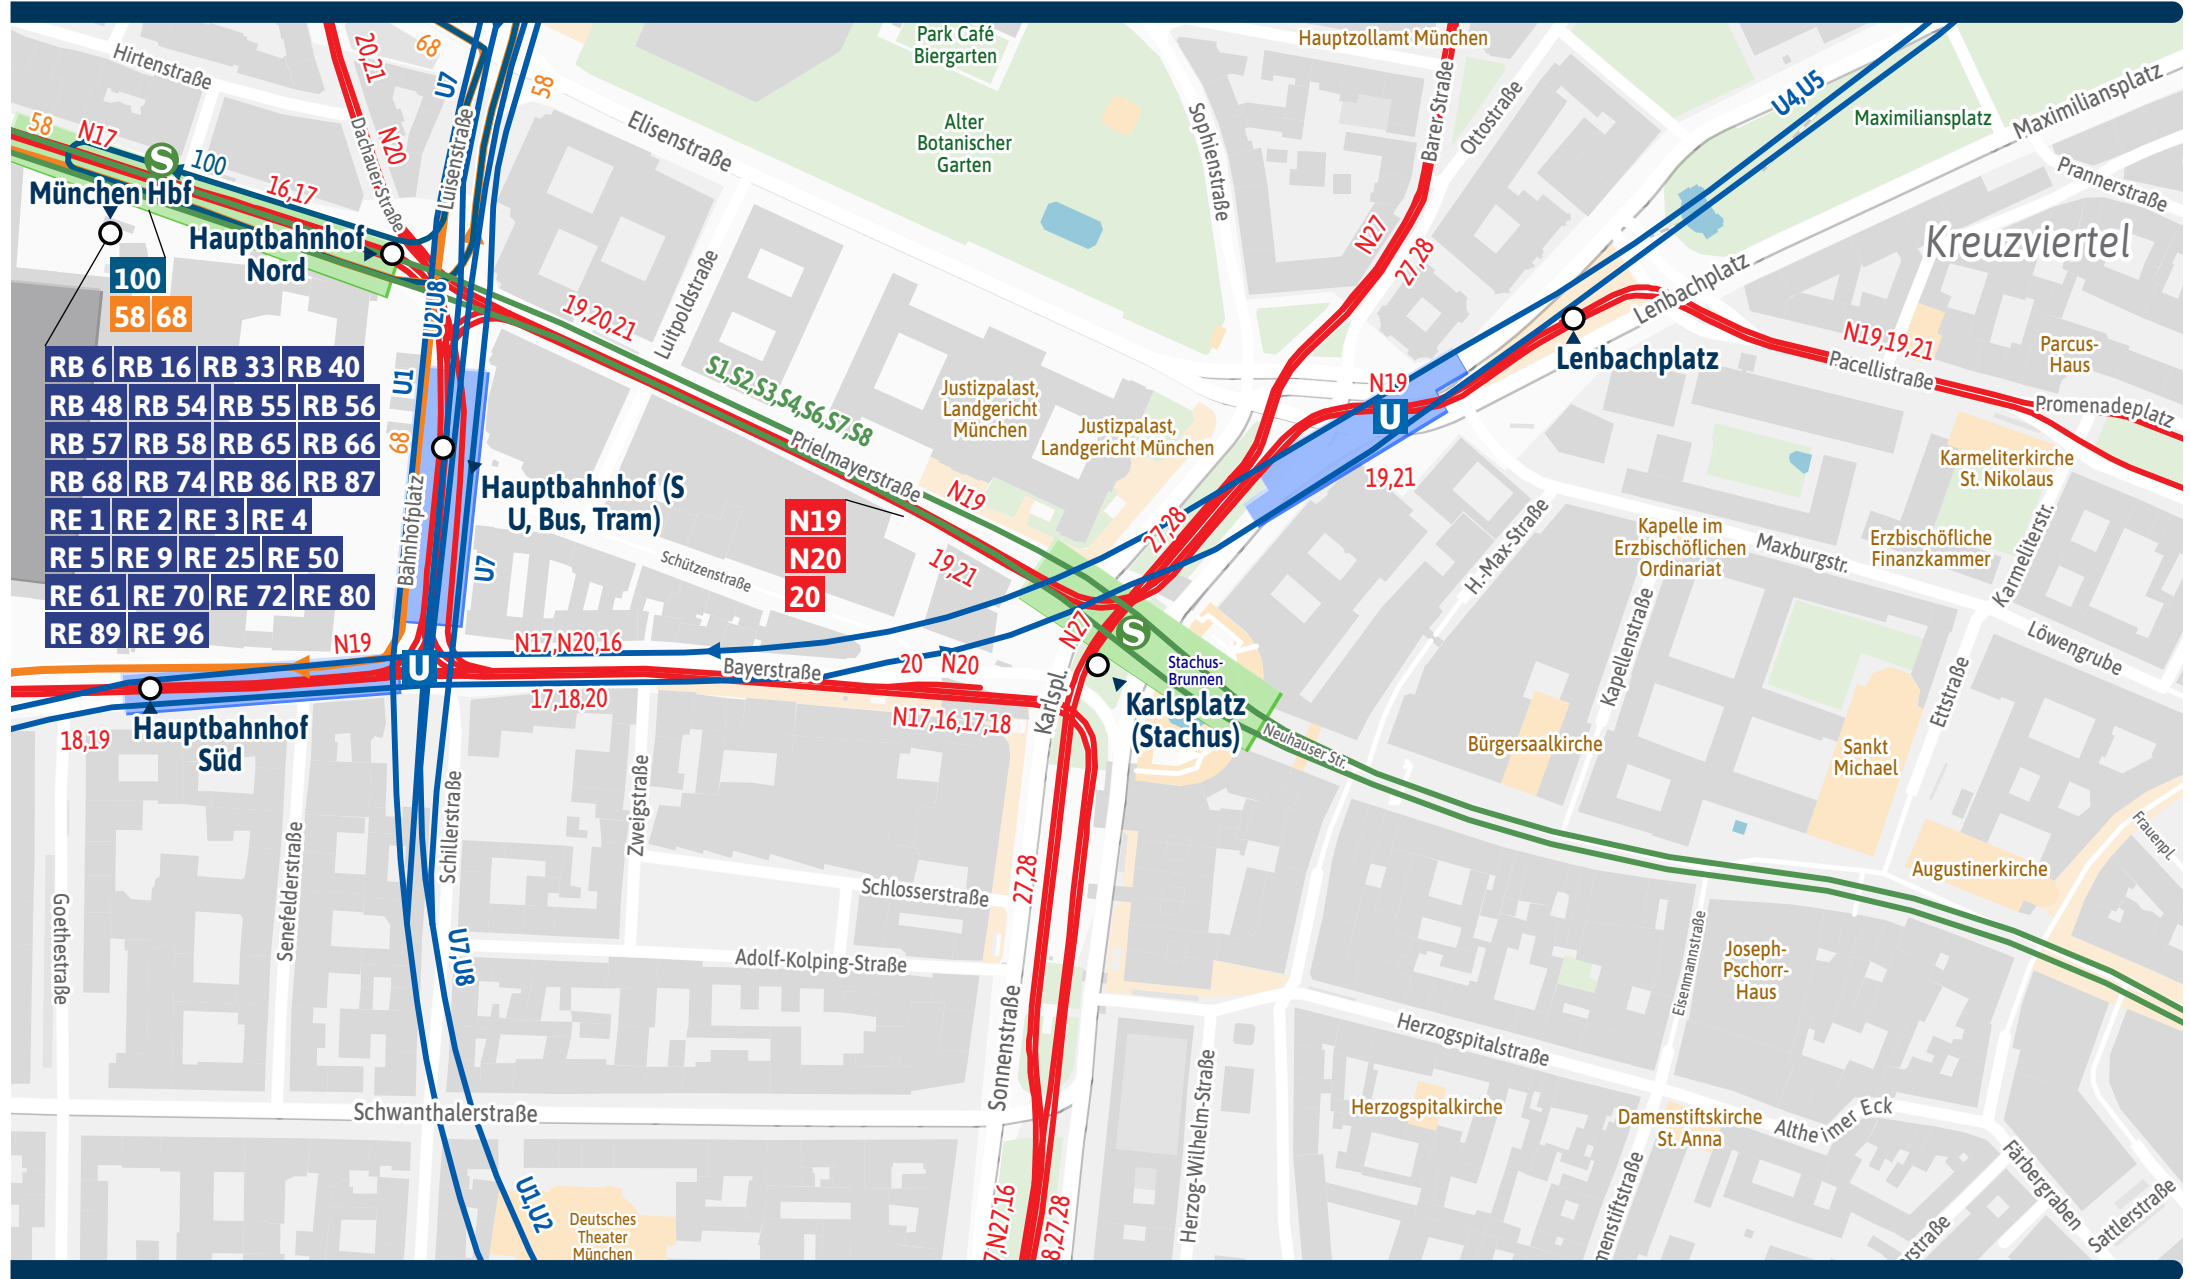 Hirtenstraße
20,21
68
U7
58
Park Café
Biergarten
Hauptzollamt München
Barer Straße
Ottostraße
U4,U5
Maximiliansplatz
Maximiliansplatz
58
N17
S
100
Dachauer Straße
N20
Luisenstraße
Elisenstraße
Alter
Botanischer
Garten
Sophienstraße
Prannerstraße
München Hbf
16,17
Hauptbahnhof
Nord
100
58 68
U2,U8
19,20,21
Luitpoldstraße
N27
27,28
Kreuzviertel
Lenbachplatz
Lenbachplatz
N19,19,21
Pacellistraße
Parcus-
Haus
Promenadeplatz
RB 6 RB 16 RB 33 RB 40
RB 48 RB 54 RB 55 RB 56
RB 57 RB 58 RB 65 RB 66
RB 68 RB 74 RB 86 RB 87
RE 1 RE 2 RE 3 RE 4
RE 5 RE 9 RE 25 RE 50
RE 61 RE 70 RE 72 RE 80
RE 89 RE 96
U1
68
Bahnhofplatz
S1,S2,S3,S4,S6,S7,S8
Prielmayerstraße
Justizpalast,
Landgericht
München
Justizpalast,
Landgericht München
N19
U
19,21
Hauptbahnhof (S
U, Bus, Tram)
U7
N19
N20
20
N19
19,21
27,28
Schützenstraße
H.-Max-Straße
Kapelle im
Erzbischöflichen
Ordinariat
Maxburgstr.
Erzbischöfliche
Finanzkammer
Karmeliterkirche
St. Nikolaus
Karmeliterstr.
Löwengrube
N19
U
N17,N20,16
17,18,20
Bayerstraße
20
N20
N17,16,17,18
N27
S
Karlspl.
Stachus-
Brunnen
Karlsplatz
(Stachus)
Neuhauser Str.
Kapellenstraße
Ettstraße
Bürgersaalkirche
Sankt
Michael
18,19
Hauptbahnhof
Süd
Goethestraße
Senefelderstraße
Schillerstraße
Zweigstraße
Schlosserstraße
27,28
Adolf-Kolping-Straße
U7,U8
Sonnenstraße
Augustinerkirche
Frauenpl.
Eisenmannstraße
Joseph-
Pschorr-
Haus
Herzogspitalstraße
Herzog-Wilhelm-Straße
Herzogspitalkirche
Damenstiftskirche
St. Anna
Altheimer Eck
Färbergraben
Sattlerstraße
Schwanthalerstraße
U1,U2
Deutsches
Theater
München
7,N27,16
8,27,28
menstiftstraße
rstraße